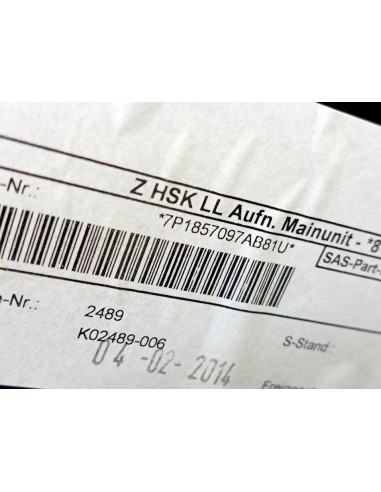 Z HSK LL Aufn. Mainunit - *8
-Nr.:
*7P1857097AB81U*
SAS-Part-
-Nr.:
2489
K02489-006
S-Stand:
04 -02- 2014